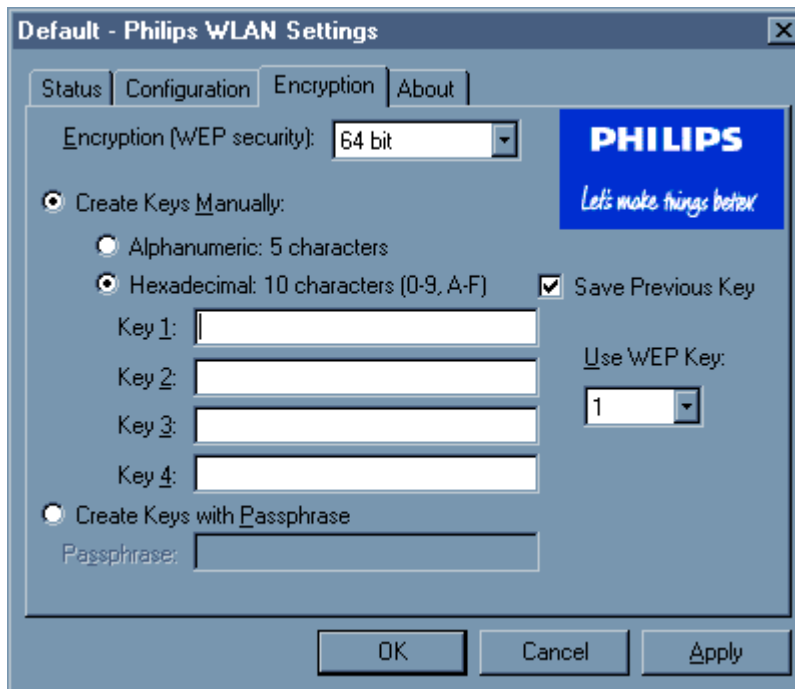 Default - Philips WLAN Settings
Status Configuration Encryption About
Encryption (WEP security): 64 bit
PHILIPS
Let's make things better.
Create Keys Manually:
Alphanumeric: 5 characters
Hexadecimal: 10 characters (0-9, A-F) Save Previous Key
Key 1:
Use WEP Key:
Key 2:
1
Key 3:
Key 4:
Create Keys with Passphrase
Passphrase:
OK Cancel Apply